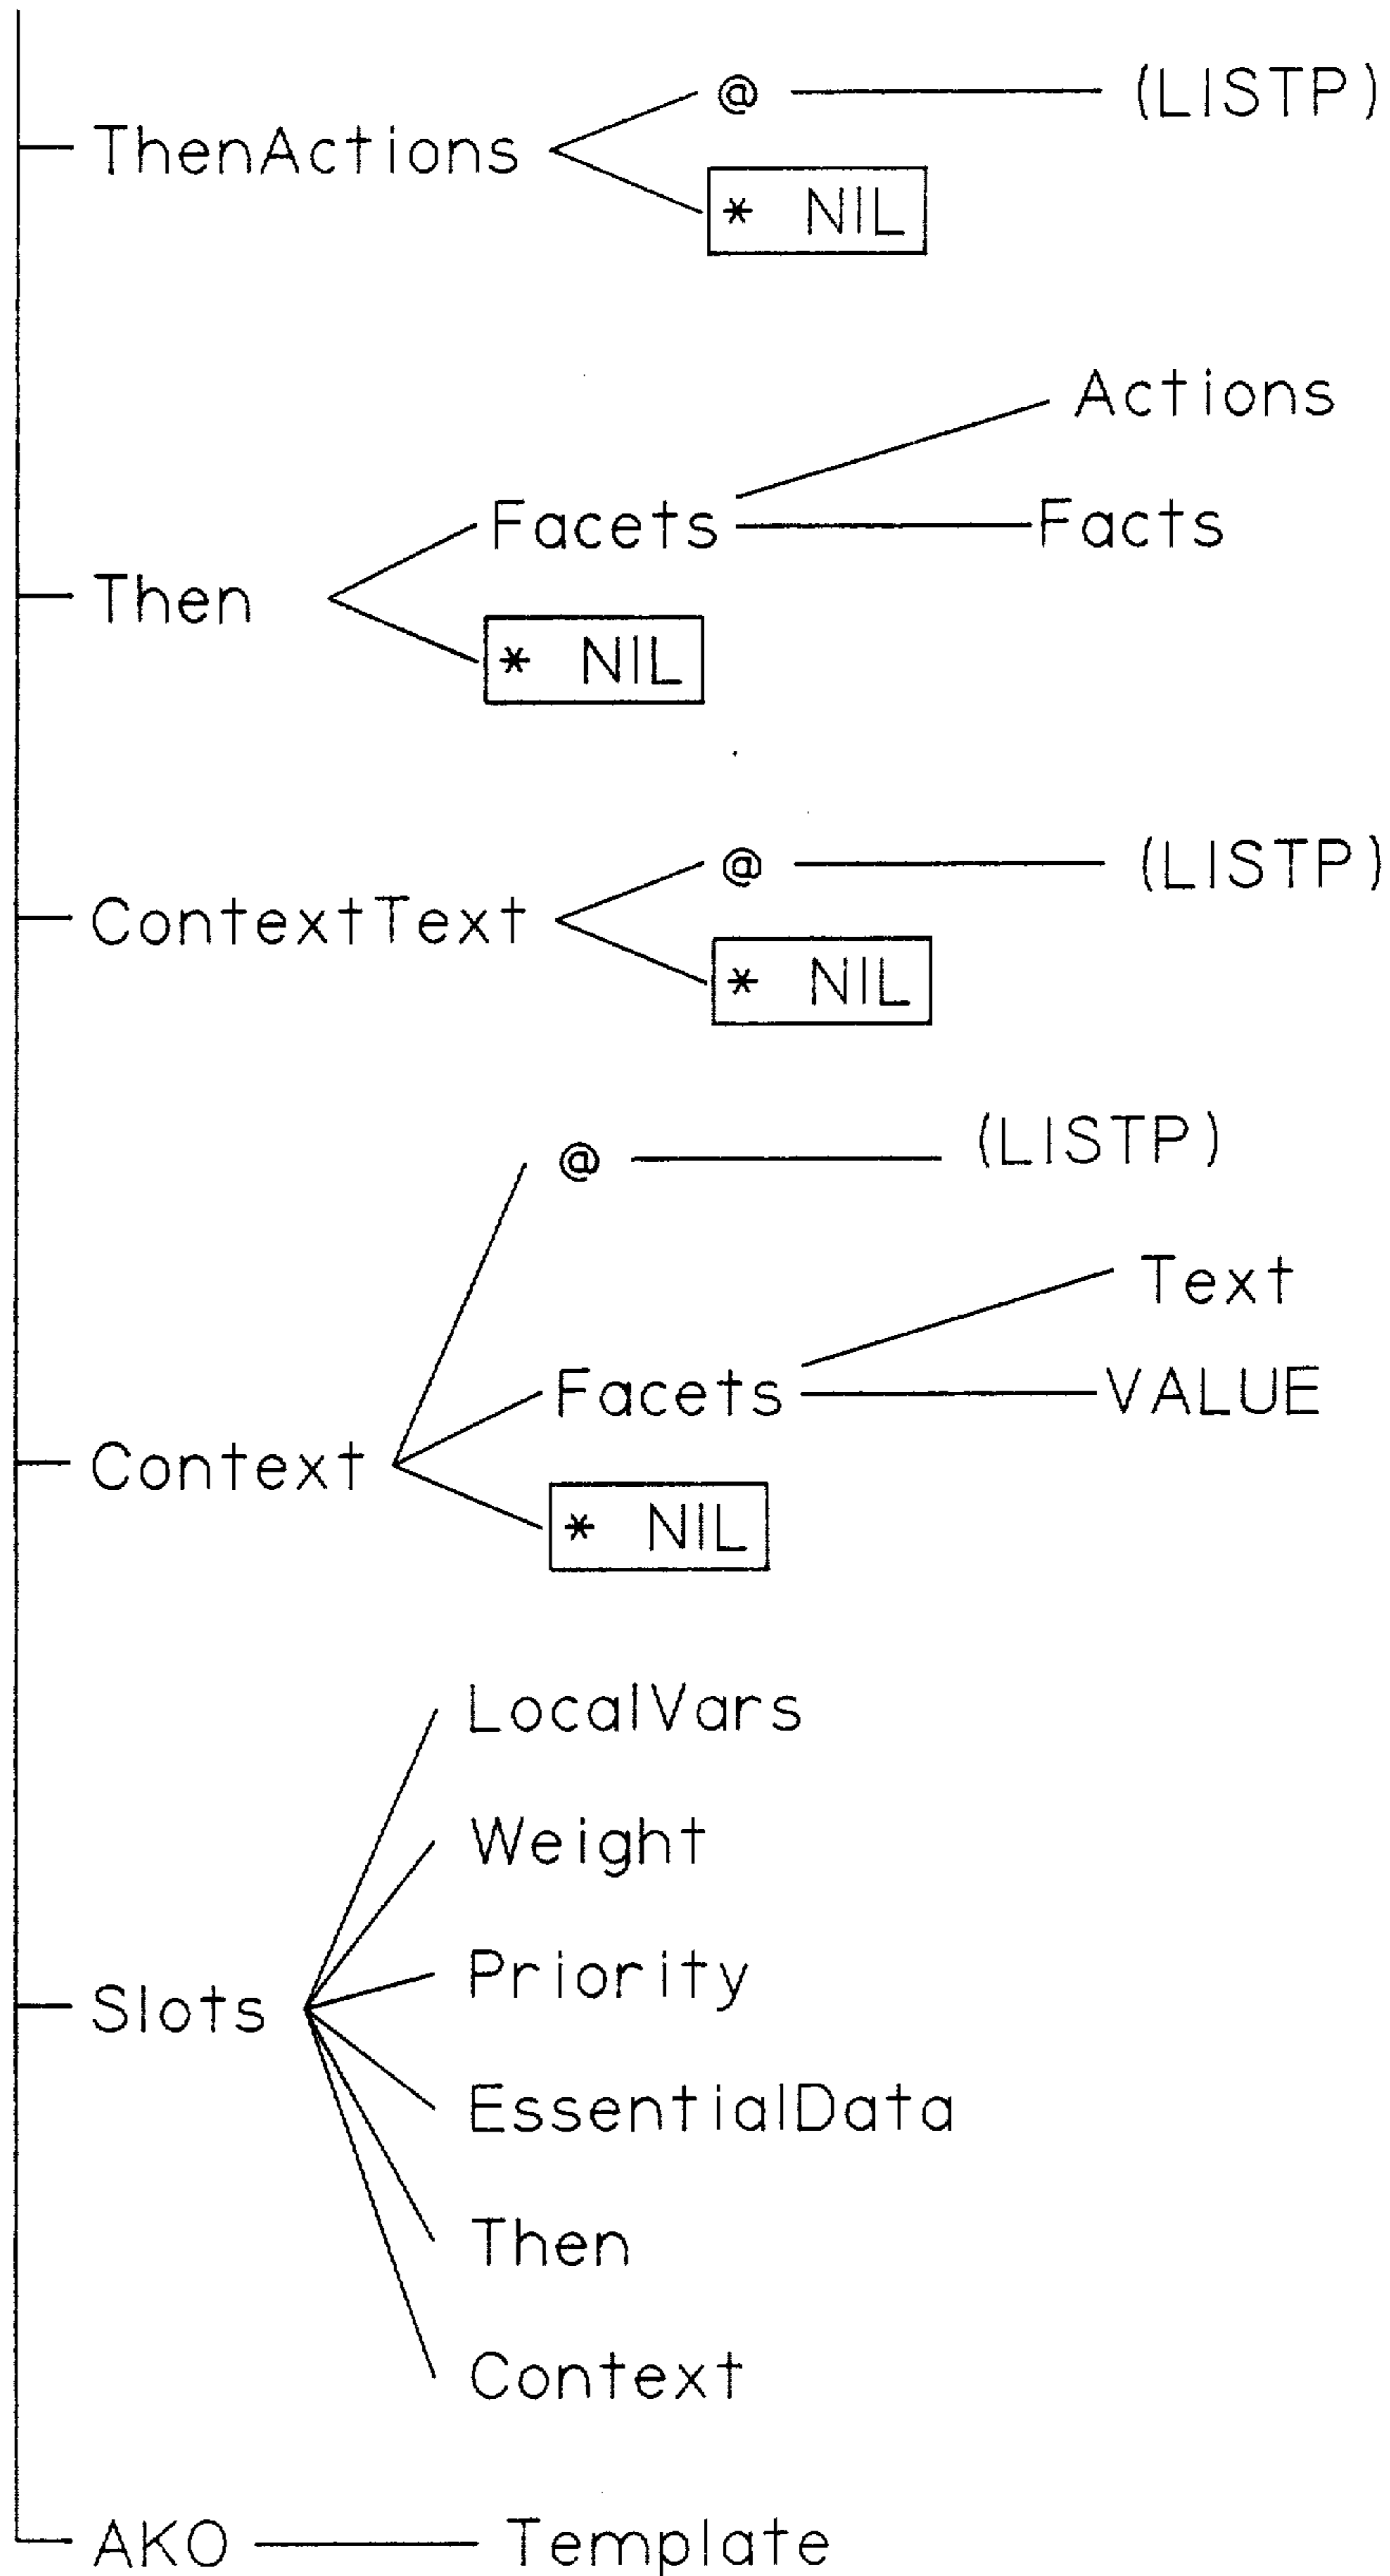 @ (LISTP)
ThenActions
* NIL
Actions
Facets Facts
Then
* NIL
@ (LISTP)
ContextText
* NIL
@ (LISTP)
Text
Facets VALUE
Context
* NIL
LocalVars
Weight
Priority
Slots
EssentialData
Then
Context
AKO Template